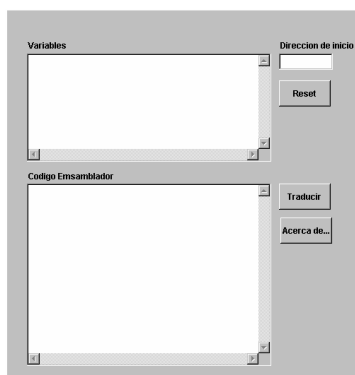 Variables
Direccion de inicio
Reset
Codigo Emsamblador
Traducir
Acerca de...